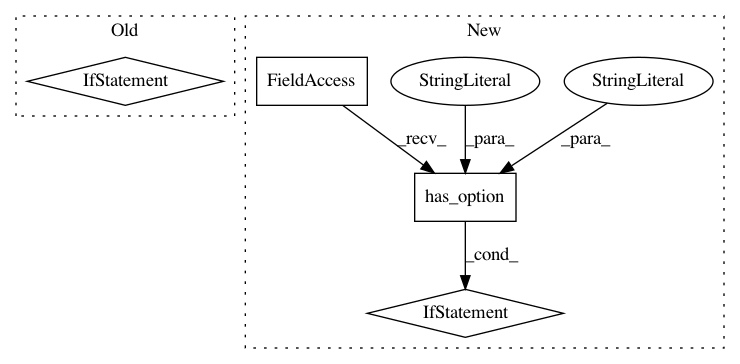 Old
New
IfStatement
FieldAccess
StringLiteral
StringLiteral
_recv_
_para_
_para_
has_option
_cond_
IfStatement